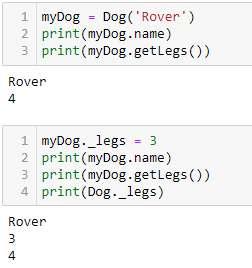 1 myDog = Dog('Rover')
2 print(myDog.name)
3 print(myDog.getLegs())
Rover
4
1 myDog._legs = 3
2 print(myDog.name)
3 print(myDog.getLegs())
4 print(Dog._legs)
Rover
3
4